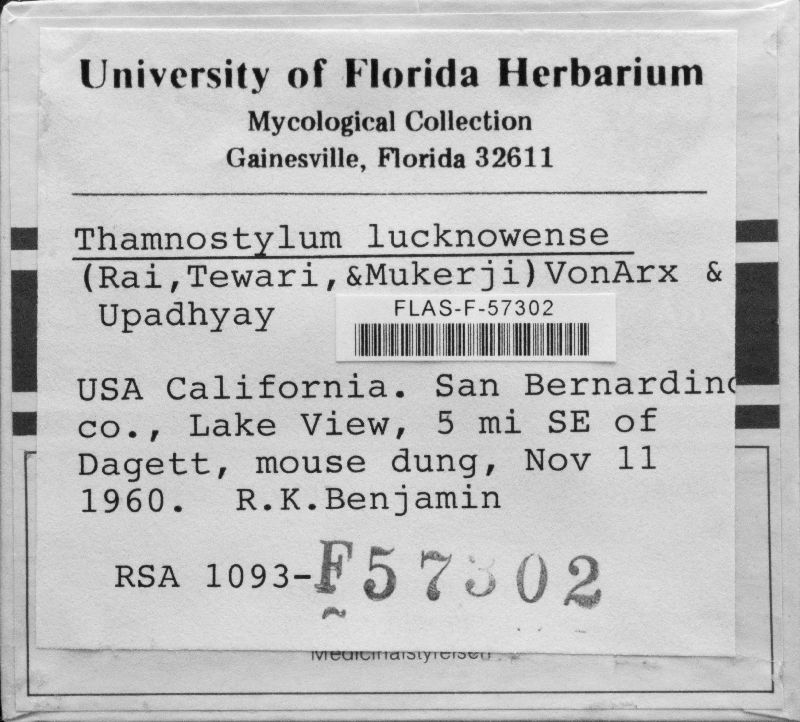 University of Florida Herbarium
Mycological Collection
Gainesville, Florida 32611
Thamnostylum lucknowense
(Rai,Tewari,&Mukerji)VonArx &
Upadhyay
FLAS-F-57302
USA California. San Bernardino
co., Lake View, 5 mi SE of
Dagett, mouse dung, Nov 11
1960. R.K.Benjamin
RSA 1093-F57302